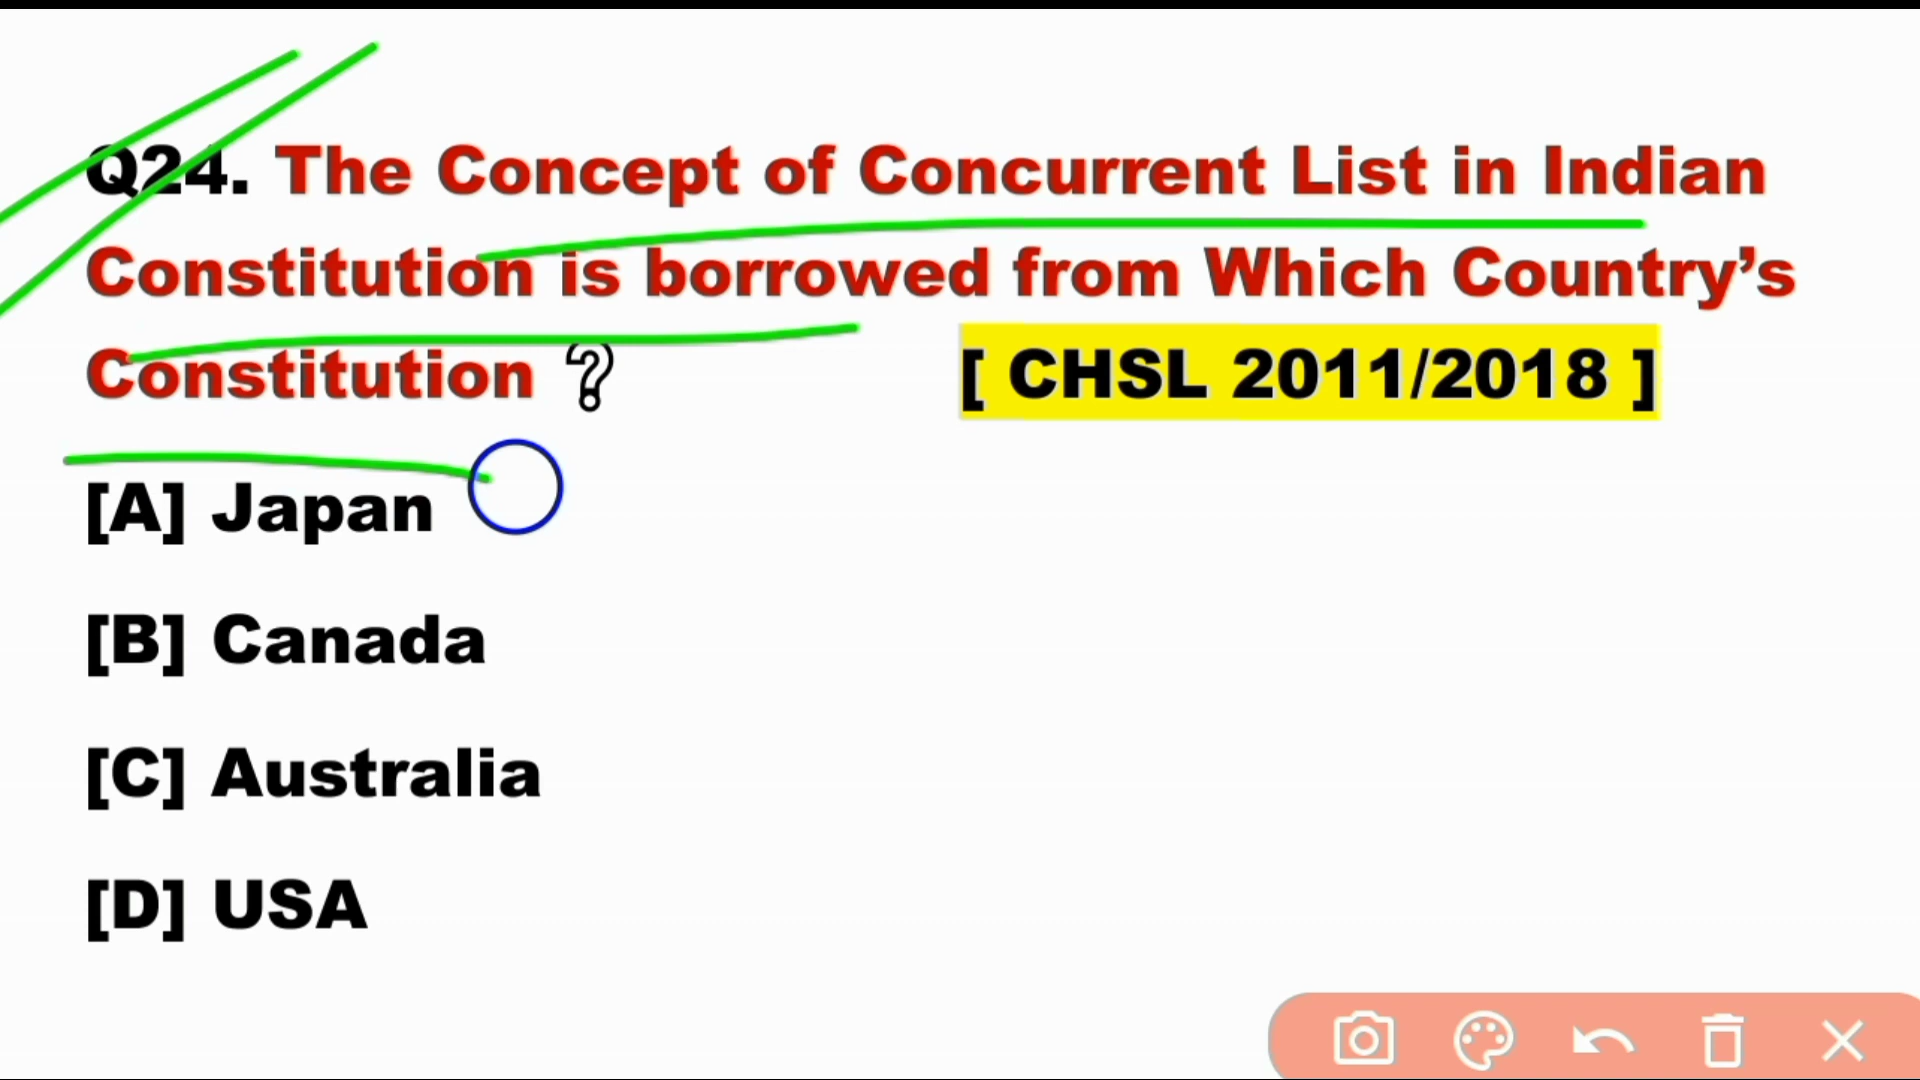 Q24. The Concept of Concurrent List in Indian
Constitution is borrowed from Which Country’s
Constitution ?
[ CHSL 2011/2018 ]
[A] Japan
[B] Canada
[C] Australia
[D] USA